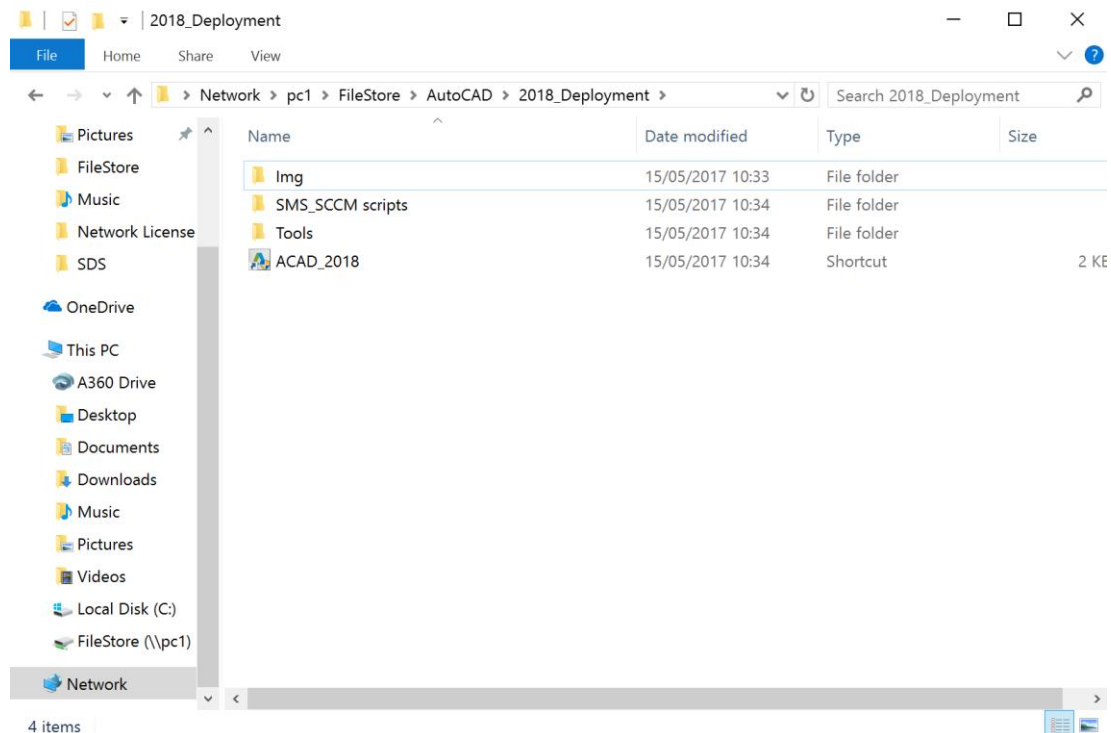 2018_Deployment
File Home Share View
Network > pc1 > FileStore > AutoCAD > 2018_Deployment > Search 2018_Deployment
Name Date modified Type Size
Pictures
FileStore
Music
Network License
SDS
OneDrive
This PC
A360 Drive
Desktop
Documents
Downloads
Music
Pictures
Videos
Local Disk (C:)
FileStore (\\pc1)
Network
Img 15/05/2017 10:33 File folder
SMS_SCCM scripts 15/05/2017 10:34 File folder
Tools 15/05/2017 10:34 File folder
ACAD_2018 15/05/2017 10:34 Shortcut 2 KE
4 items